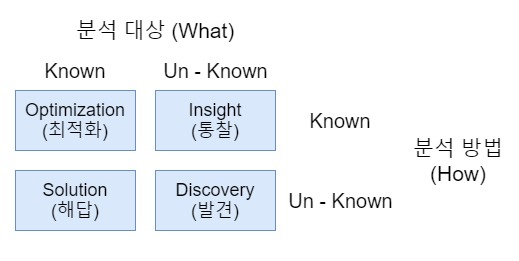 분석 대상 (What)
Known Un - Known
Optimization
(최적화)
Insight
(통찰)
Known
분석 방법
(How)
Solution
(해답)
Discovery
(발견)
Un - Known